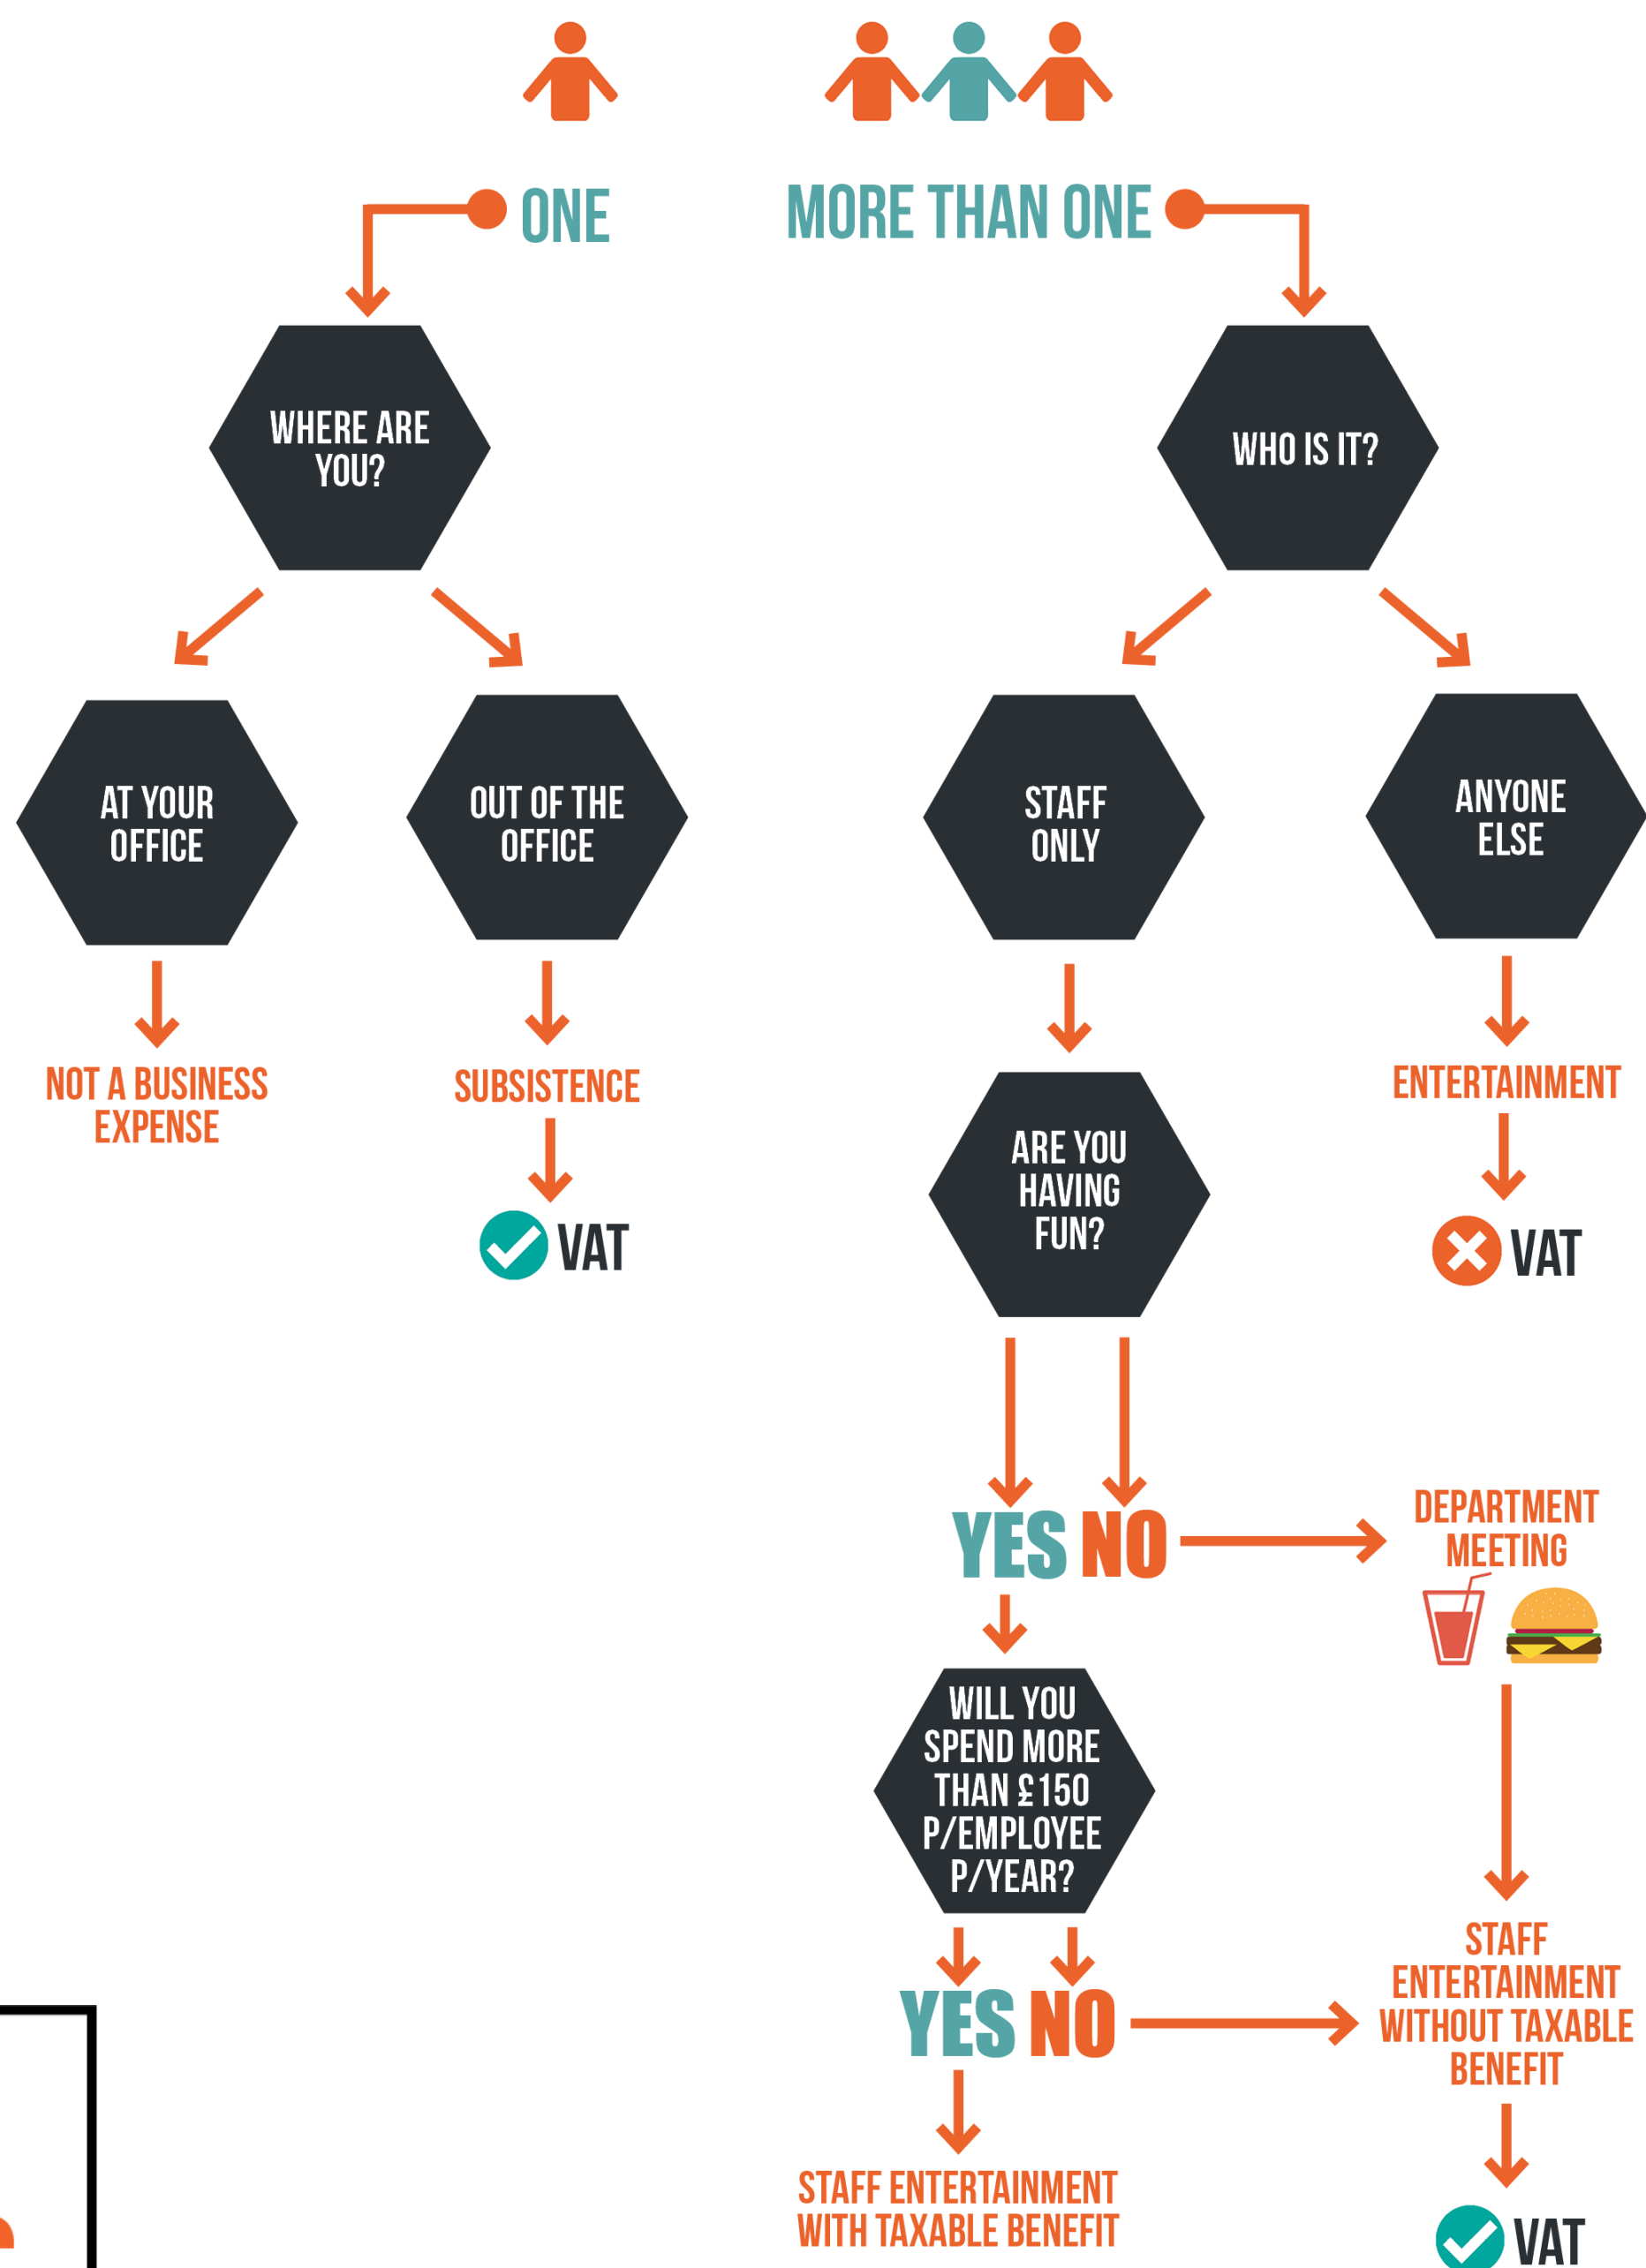 ONE
MORE THAN ONE
WHERE ARE
YOU?
WHO IS IT?
AT YOUR
OFFICE
OUT OF THE
OFFICE
STAFF
ONLY
ANYONE
ELSE
NOT A BUSINESS
EXPENSE
SUBSISTENCE
VAT
ENTERTAINMENT
VAT
ARE YOU
HAVING
FUN?
YES NO
DEPARTMENT
MEETING
WILL YOU
SPEND MORE
THAN £150
P/EMPLOYEE
P/YEAR?
YES NO
STAFF
ENTERTAINMENT
WITHOUT TAXABLE
BENEFIT
STAFF ENTERTAINMENT
WITH TAXABLE BENEFIT
VAT